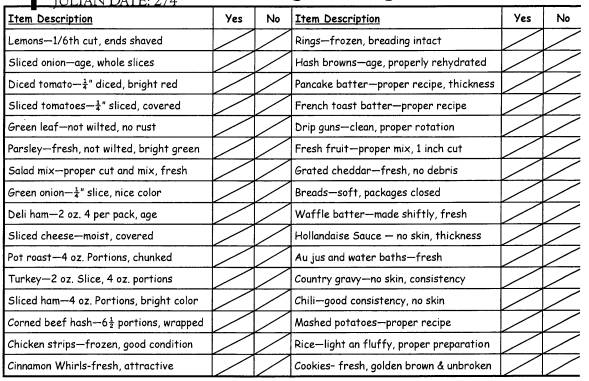 JULIAN DATE: 274
Item Description Yes No Item Description Yes No
Lemons—1/6th cut, ends shaved Rings—frozen, breading intact
Sliced onion—age, whole slices Hash browns—age, properly rehydrated
Diced tomato—¼" diced, bright red Pancake batter—proper recipe, thickness
Sliced tomatoes—¼" sliced, covered French toast batter—proper recipe
Green leaf—not wilted, no rust Drip guns—clean, proper rotation
Parsley—fresh, not wilted, bright green Fresh fruit—proper mix, 1 inch cut
Salad mix—proper cut and mix, fresh Grated cheddar—fresh, no debris
Green onion—¼" slice, nice color Breads—soft, packages closed
Deli ham—2 oz. 4 per pack, age Waffle batter—made shiftly, fresh
Sliced cheese—moist, covered Hollandaise Sauce — no skin, thickness
Pot roast—4 oz. Portions, chunked Au jus and water baths—fresh
Turkey—2 oz. Slice, 4 oz. portions Country gravy—no skin, consistency
Sliced ham—4 oz. Portions, bright color Chili—good consistency, no skin
Corned beef hash—6½ portions, wrapped Mashed potatoes—proper recipe
Chicken strips—frozen, good condition Rice—light an fluffy, proper preparation
Cinnamon Whirls-fresh, attractive Cookies– fresh, golden brown & unbroken